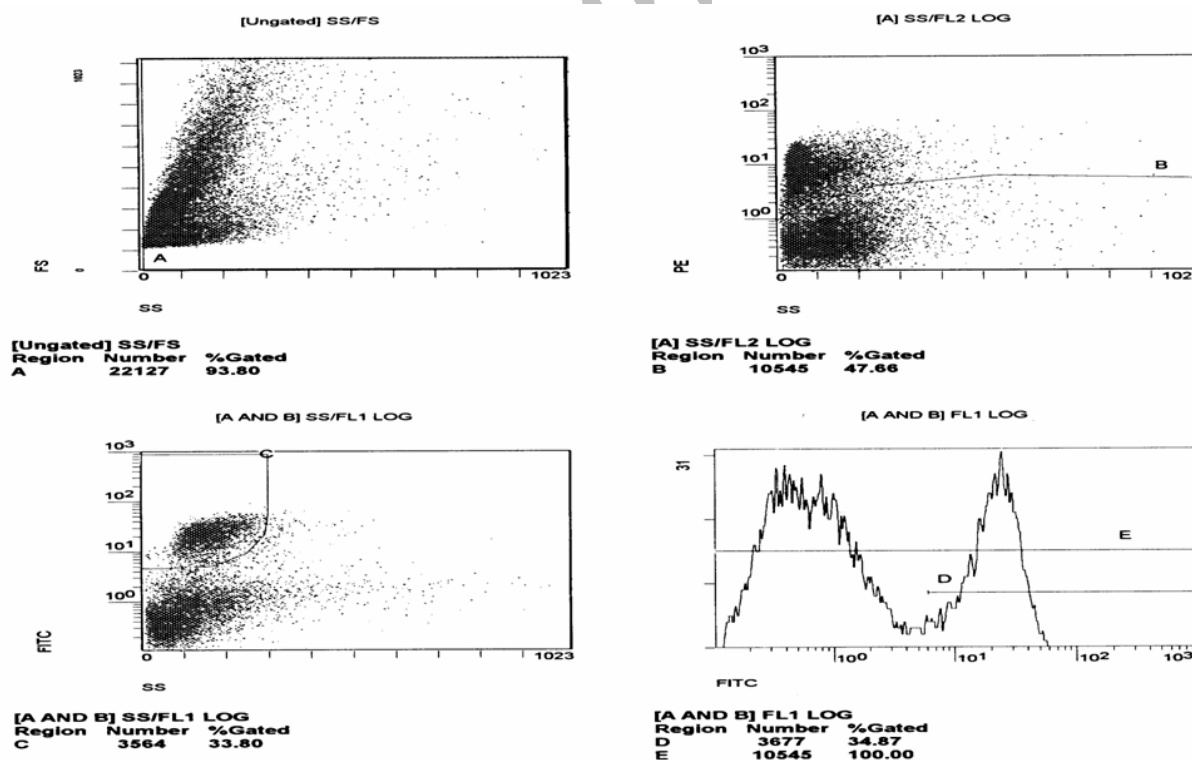 [Ungated] SS/FS
1023
FS
0
A
0
1023
SS
[Ungated] SS/FS
Region Number %Gated
A 22127 93.80
[A] SS/FL2 LOG
103
102
101
100
PE
B
0
102
SS
[A] SS/FL2 LOG
Region Number %Gated
B 10545 47.66
[A AND B] SS/FL1 LOG
103
102
101
100
FITC
C
0
1023
SS
[A AND B] SS/FL1 LOG
Region Number %Gated
C 3564 33.80
[A AND B] FL1 LOG
31
E
D
100
101
102
FITC
[A AND B] FL1 LOG
Region Number %Gated
D 3677 34.87
E 10545 100.00